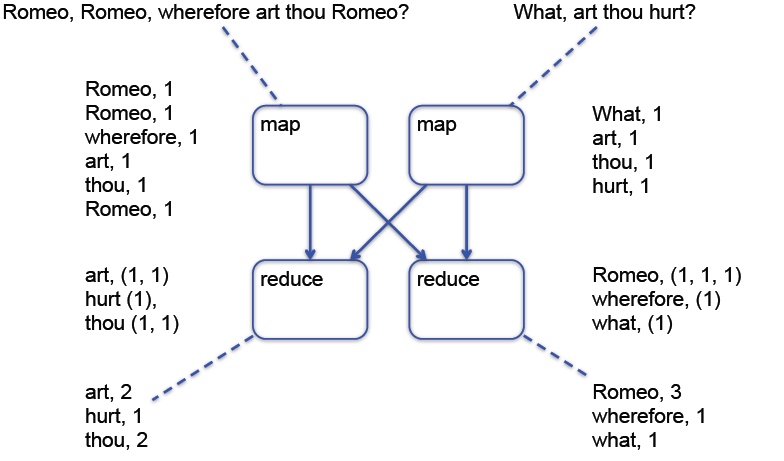 Romeo, Romeo, wherefore art thou Romeo?
What, art thou hurt?
Romeo, 1
Romeo, 1
wherefore, 1
art, 1
thou, 1
Romeo, 1
map
map
What, 1
art, 1
thou, 1
hurt, 1
art, (1, 1)
hurt (1),
thou (1, 1)
reduce
reduce
Romeo, (1, 1, 1)
wherefore, (1)
what, (1)
art, 2
hurt, 1
thou, 2
Romeo, 3
wherefore, 1
what, 1